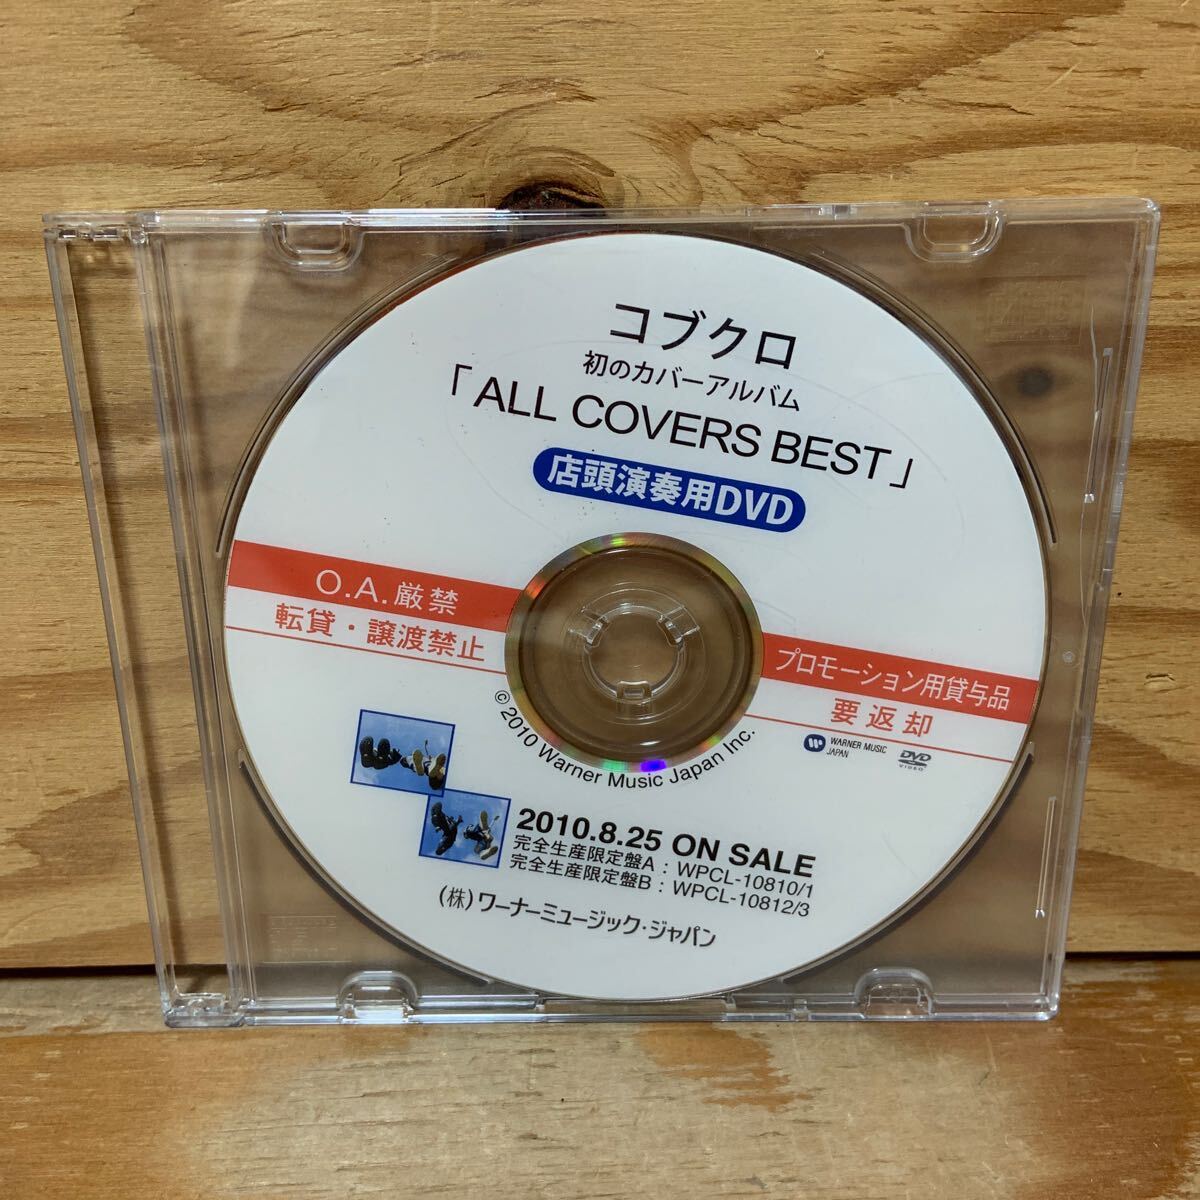 コブクロ
初のカバーアルバム
「ALL COVERS BEST」
店頭演奏用DVD
O.A.厳禁
転貸・譲渡禁止
プロモーション用貸与品
要返却
WARNER MUSIC
JAPAN
DVD
VIDEO
© 2010 Warner Music Japan Inc.
2010.8.25 ON SALE
完全生産限定盤A : WPCL-10810/1
完全生産限定盤B : WPCL-10812/3
(株)ワーナーミュージック・ジャパン